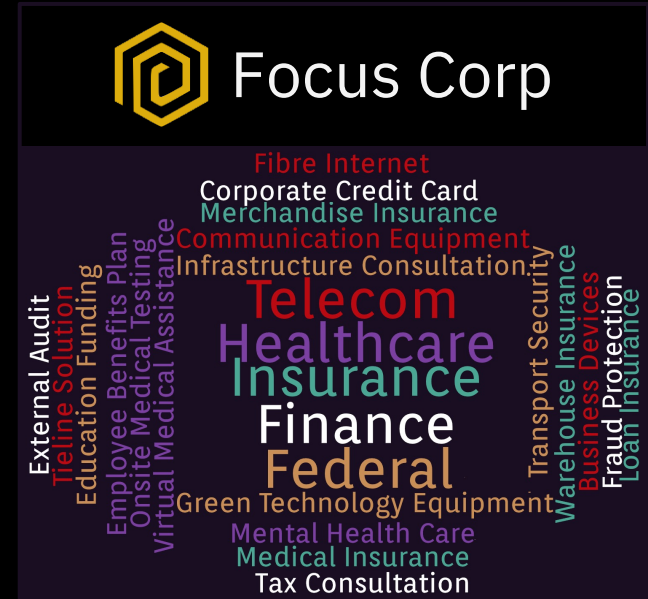 Focus Corp
Fibre Internet
Corporate Credit Card
Merchandise Insurance
Communication Equipment
Infrastructure Consultation
Telecom
Healthcare
Insurance
Finance
Federal
Green Technology Equipment
Mental Health Care
Medical Insurance
Tax Consultation
External Audit
Tieline Solution
Education Funding
Employee Benefits Plan
Onsite Medical Testing
Virtual Medical Assistance
Transport Security
Warehouse Insurance
Business Devices
Fraud Protection
Loan Insurance